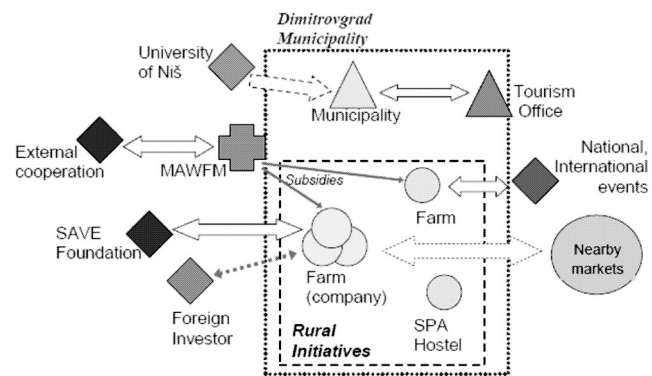 Dimitrovgrad
Municipality
University
of Niš
Municipality
Tourism
Office
External
cooperation
MAWFM
National,
International
events
Subsidies
Farm
SAVE
Foundation
Farm
(company)
Nearby
markets
Foreign
Investor
SPA
Hostel
Rural
Initiatives